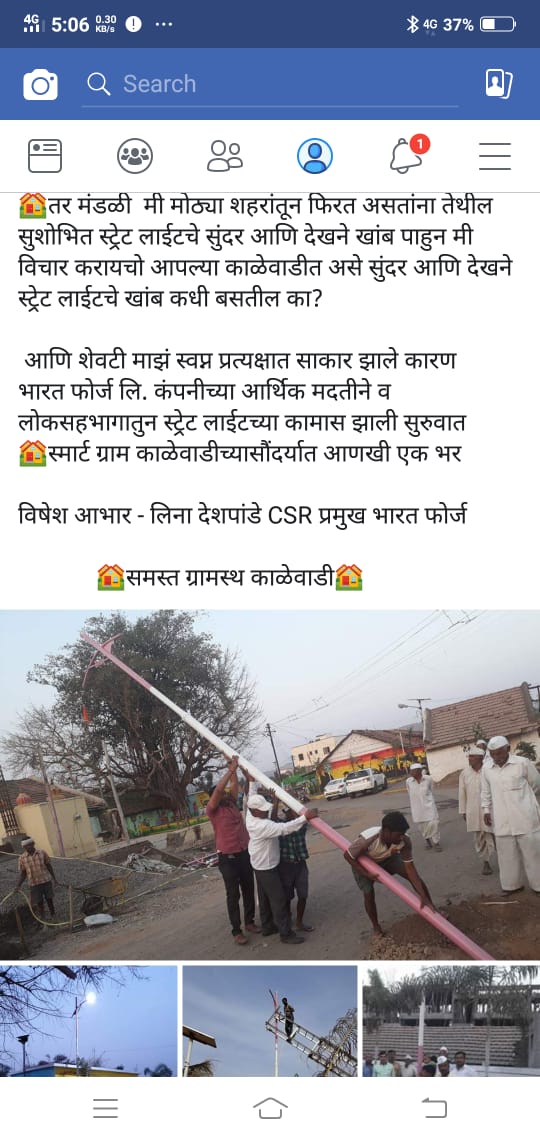 4G 5:06 0.30 KB/s ... 4G 37%
Search
1
तर मंडळी मी मोठ्या शहरांतून फिरत असतांना तेथील
सुशोभित स्ट्रेट लाईटचे सुंदर आणि देखने खांब पाहुन मी
विचार करायचो आपल्या काळेवाडीत असे सुंदर आणि देखने
स्ट्रेट लाईटचे खांब कधी बसतील का?
आणि शेवटी माझं स्वप्न प्रत्यक्षात साकार झाले कारण
भारत फोर्ज लि. कंपनीच्या आर्थिक मदतीने व
लोकसहभागातुन स्ट्रेट लाईटच्या कामास झाली सुरुवात
स्मार्ट ग्राम काळेवाडीच्यासौंदर्यात आणखी एक भर
विषेश आभार - लिना देशपांडे CSR प्रमुख भारत फोर्ज
समस्त ग्रामस्थ काळेवाडी